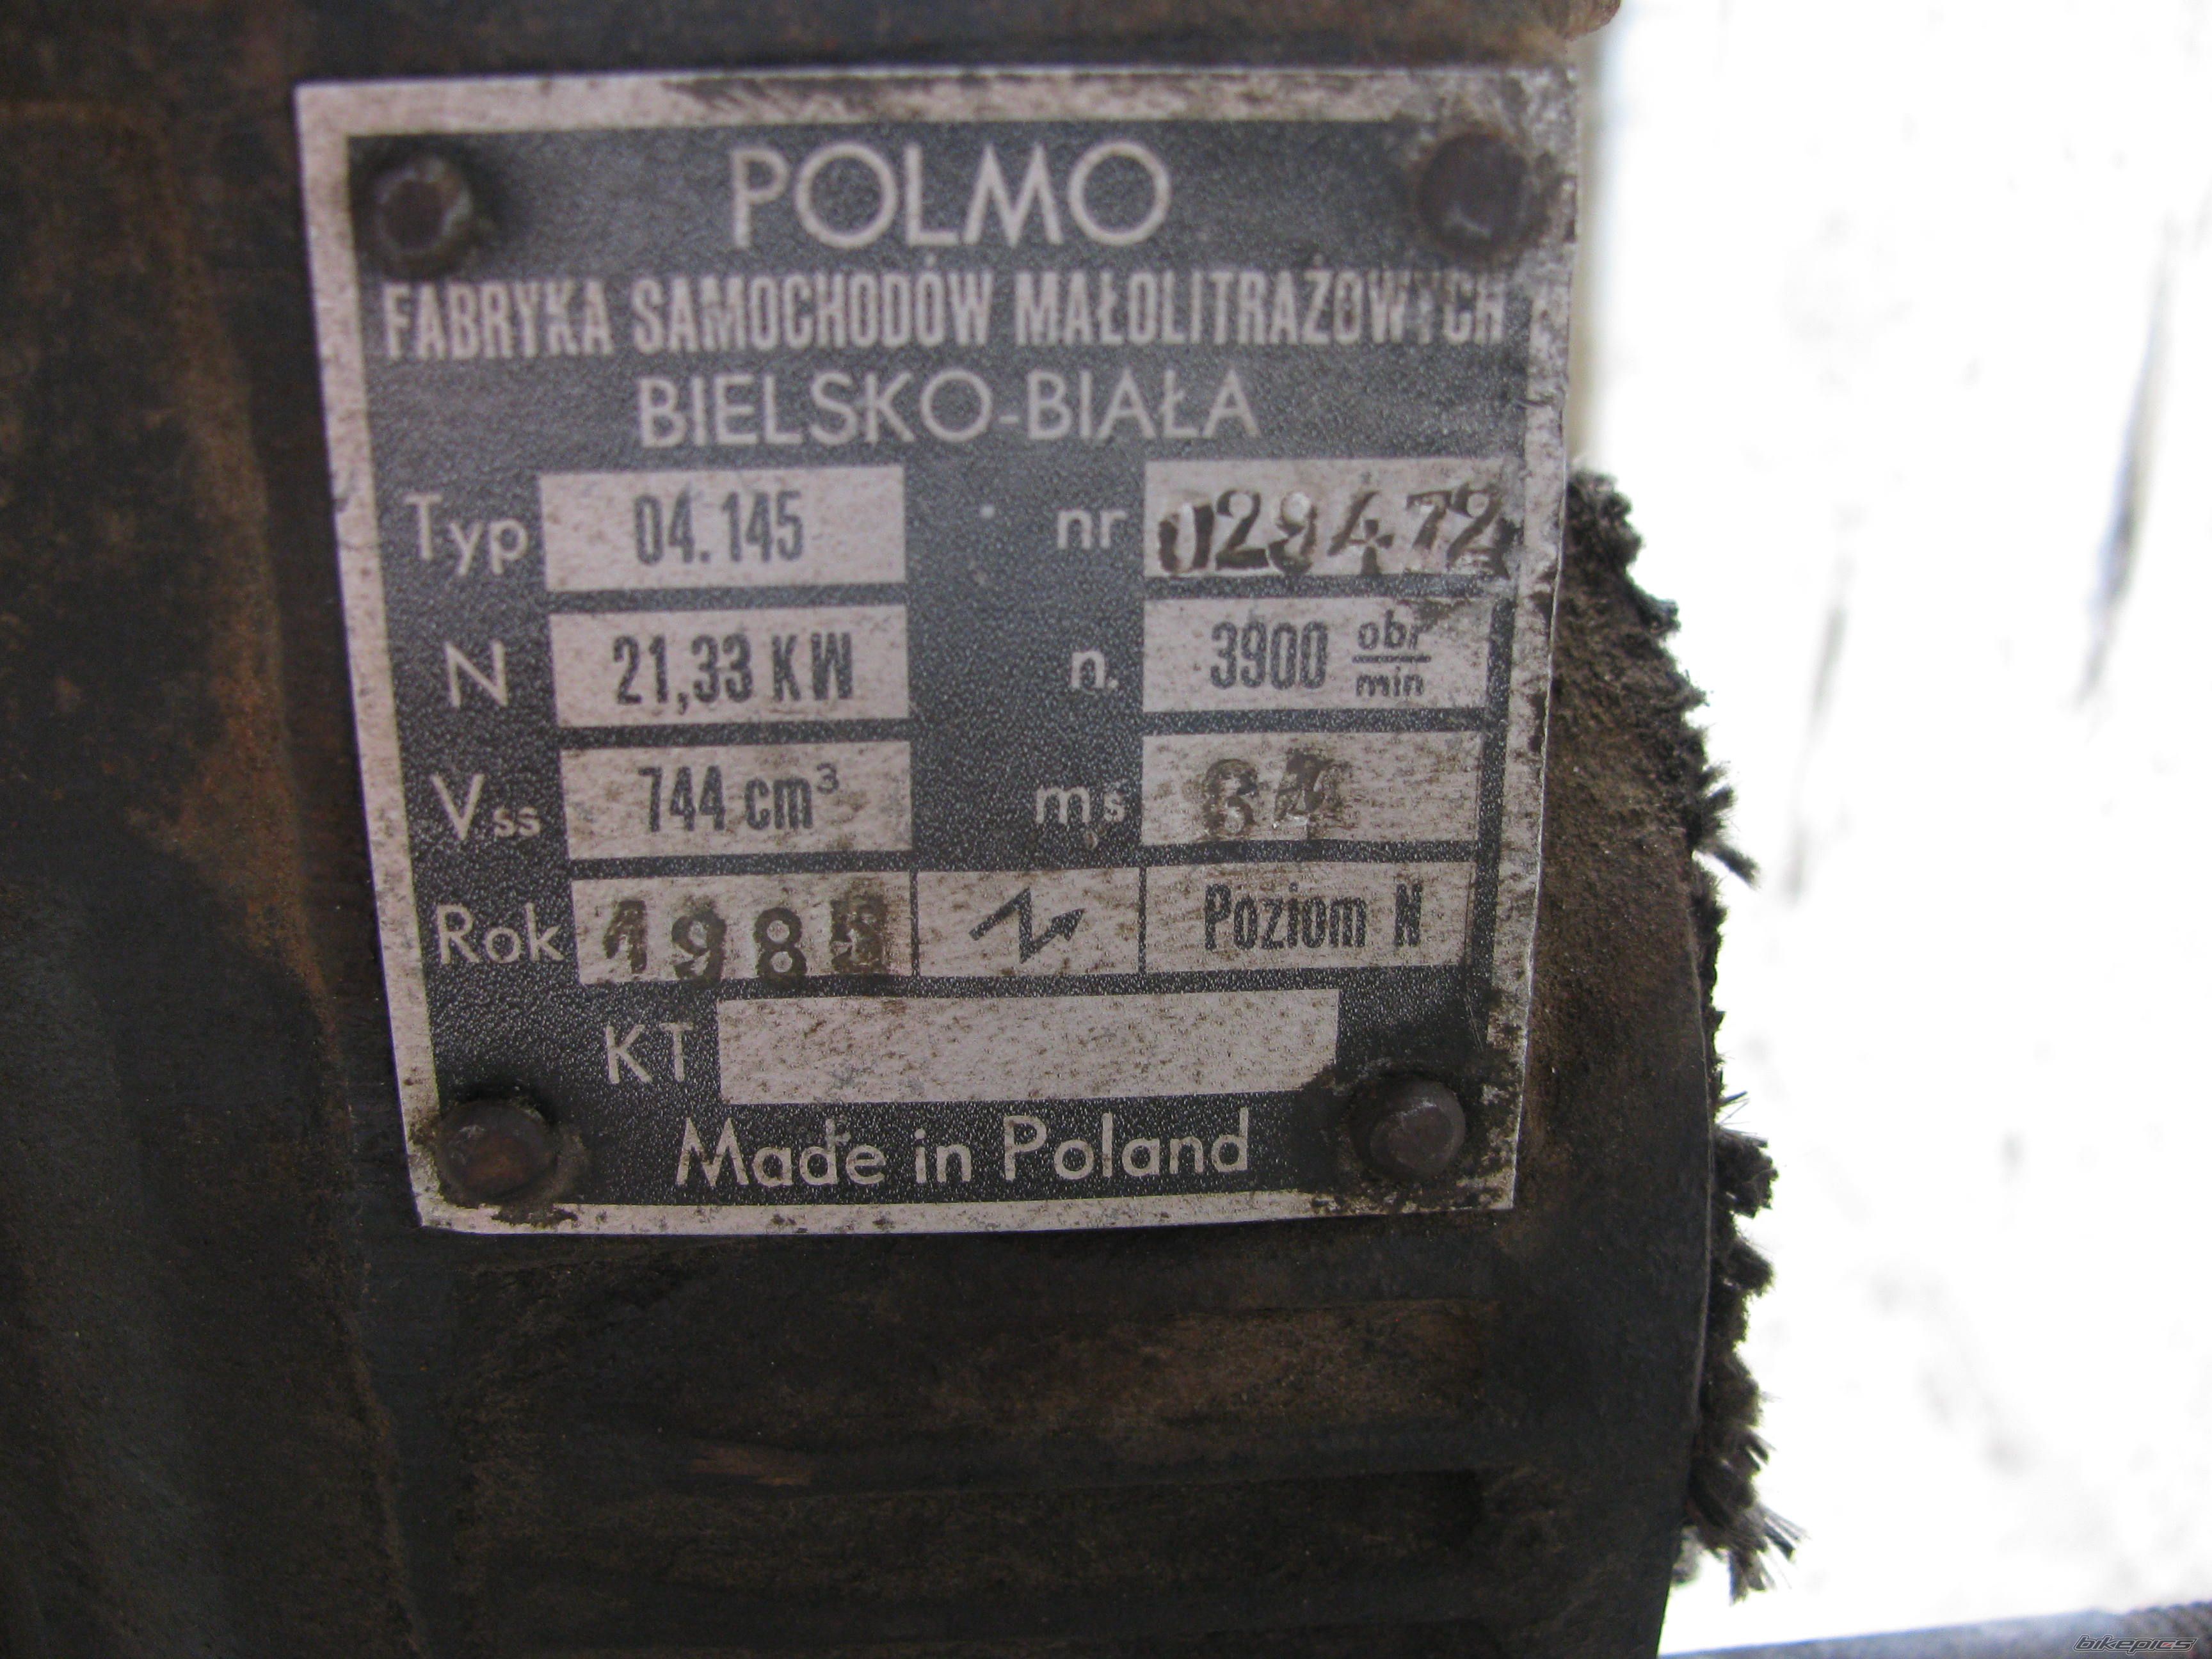 POLMO
FABRYKA SAMOCHODÓW MAŁOLITRAŻOWYCH
BIELSKO-BIAŁA
Typ 04.145 nr 029472
N 21,33 KW n. 3900 obr/min
Vss 744 cm³ ms
Rok Poziom N
KT
Made in Poland
bikepics